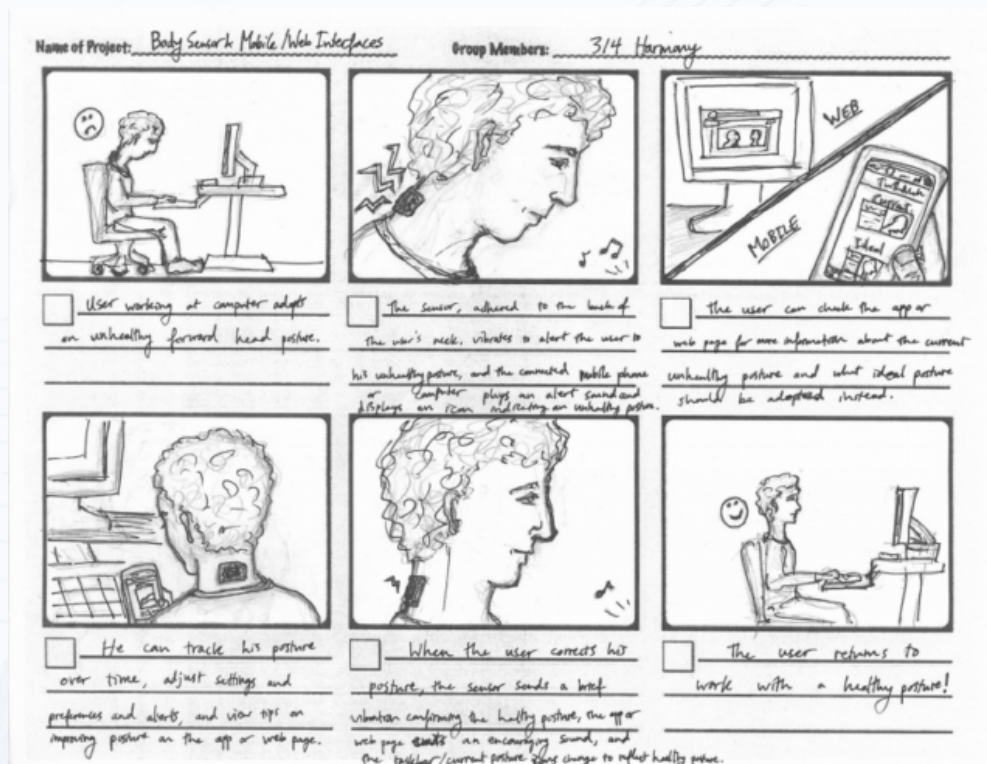 Name of Project: Body Sensor & Mobile/Web Interfaces
Group Members: 3/4 Harmony
WEB
MOBILE
Current
Ideal
User working at computer adopts
an unhealthy forward head posture.
The sensor, adhered to the back of
the user's neck, vibrates to alert the user to
his unhealthy posture, and the connected mobile phone
or computer plays an alert sound and
displays an icon indicating an unhealthy posture.
The user can check the app or
web page for more information about the current
unhealthy posture and what ideal posture
should be adopted instead.
He can track his posture
over time, adjust settings and
preferences and alerts, and view tips on
improving posture on the app or web page.
When the user corrects his
posture, the sensor sends a brief
vibration confirming the healthy posture, the app or
web page sends an encouraging sound, and
the taskbar/current posture icons change to reflect healthy posture.
The user returns to
work with a healthy posture!